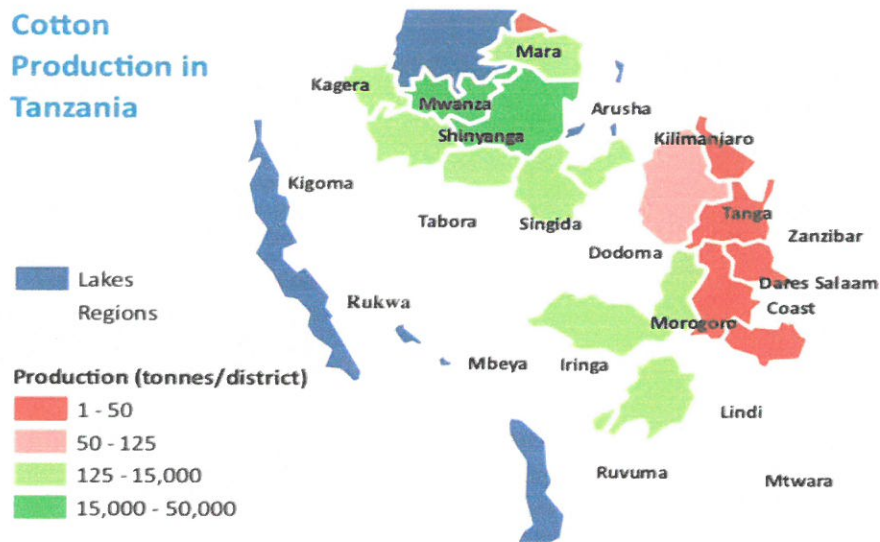 Cotton
Production in
Tanzania
Mara
Kagera
Mwanza
Arusha
Shinyanga
Kilimanjaro
Kigoma
Tabora
Singida
Tanga
Zanzibar
Dodoma
Lakes
Dares Salaam
Regions
Rukwa
Coast
Morogoro
Mbeya
Iringa
Production (tonnes/district)
1 - 50
Lindi
50 - 125
125 - 15,000
Ruvuma
Mtwara
15,000 - 50,000